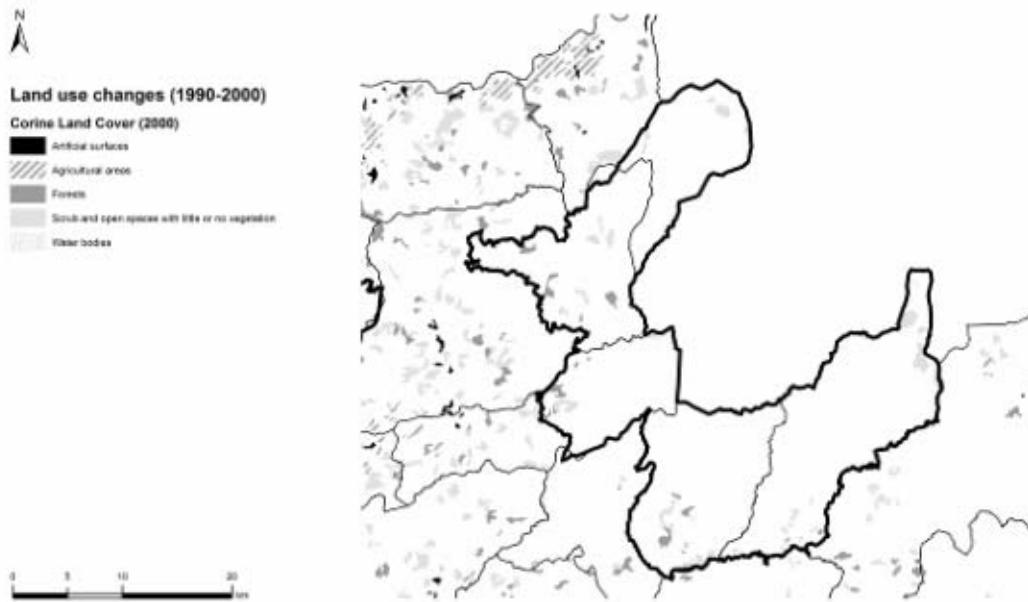 N
Land use changes (1990-2000)
Corine Land Cover (2000)
Artificial surfaces
Agricultural areas
Forests
Scrub and open spaces with little or no vegetation
Water bodies
0 5 10 20
km